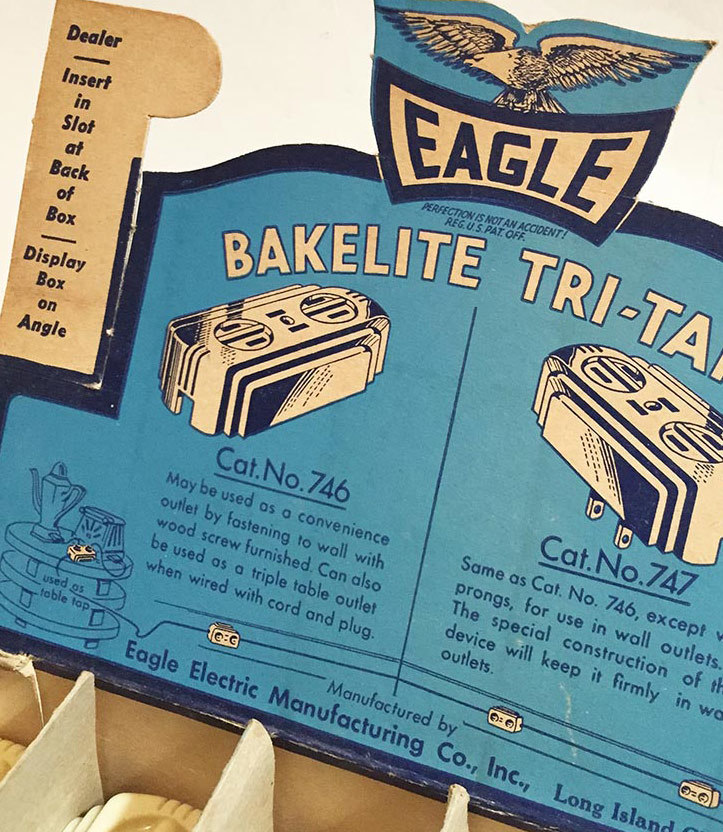 Dealer
Insert
in
Slot
at
Back
of
Box
Display
Box
on
Angle
EAGLE
PERFECTION IS NOT AN ACCIDENT!
REG. U.S. PAT. OFF.
BAKELITE TRI-TA
Cat. No. 746
May be used as a convenience
outlet by fastening to wall with
wood screw furnished. Can also
be used as a triple table outlet
when wired with cord and plug.
used as
table tap
Cat. No. 747
Same as Cat. No. 746, except
prongs, for use in wall outlets
The special construction of
device will keep it firmly in
outlets.
Manufactured by
Eagle Electric Manufacturing Co., Inc., Long Island